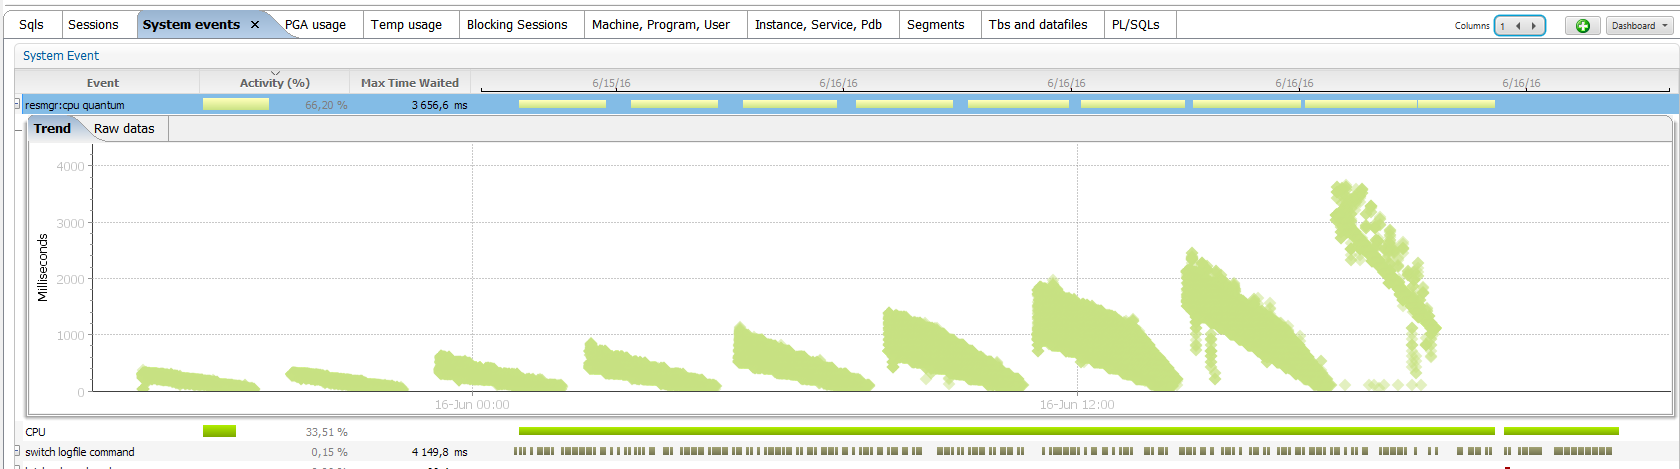 Sqls Sessions System events × PGA usage Temp usage Blocking Sessions Machine, Program, User Instance, Service, Pdb Segments Tbs and datafiles PL/SQLs Columns 1 Dashboard
System Event
Event Activity (%) Max Time Waited 6/15/16 6/16/16 6/16/16 6/16/16 6/16/16
resmgr:cpu quantum 66,20 % 3 656,6 ms
Trend Raw datas
4000
3000
2000
1000
0
Milliseconds
16-Jun 00:00 16-Jun 12:00
CPU 33,51 %
switch logfile command 0,15 % 4 149,8 ms